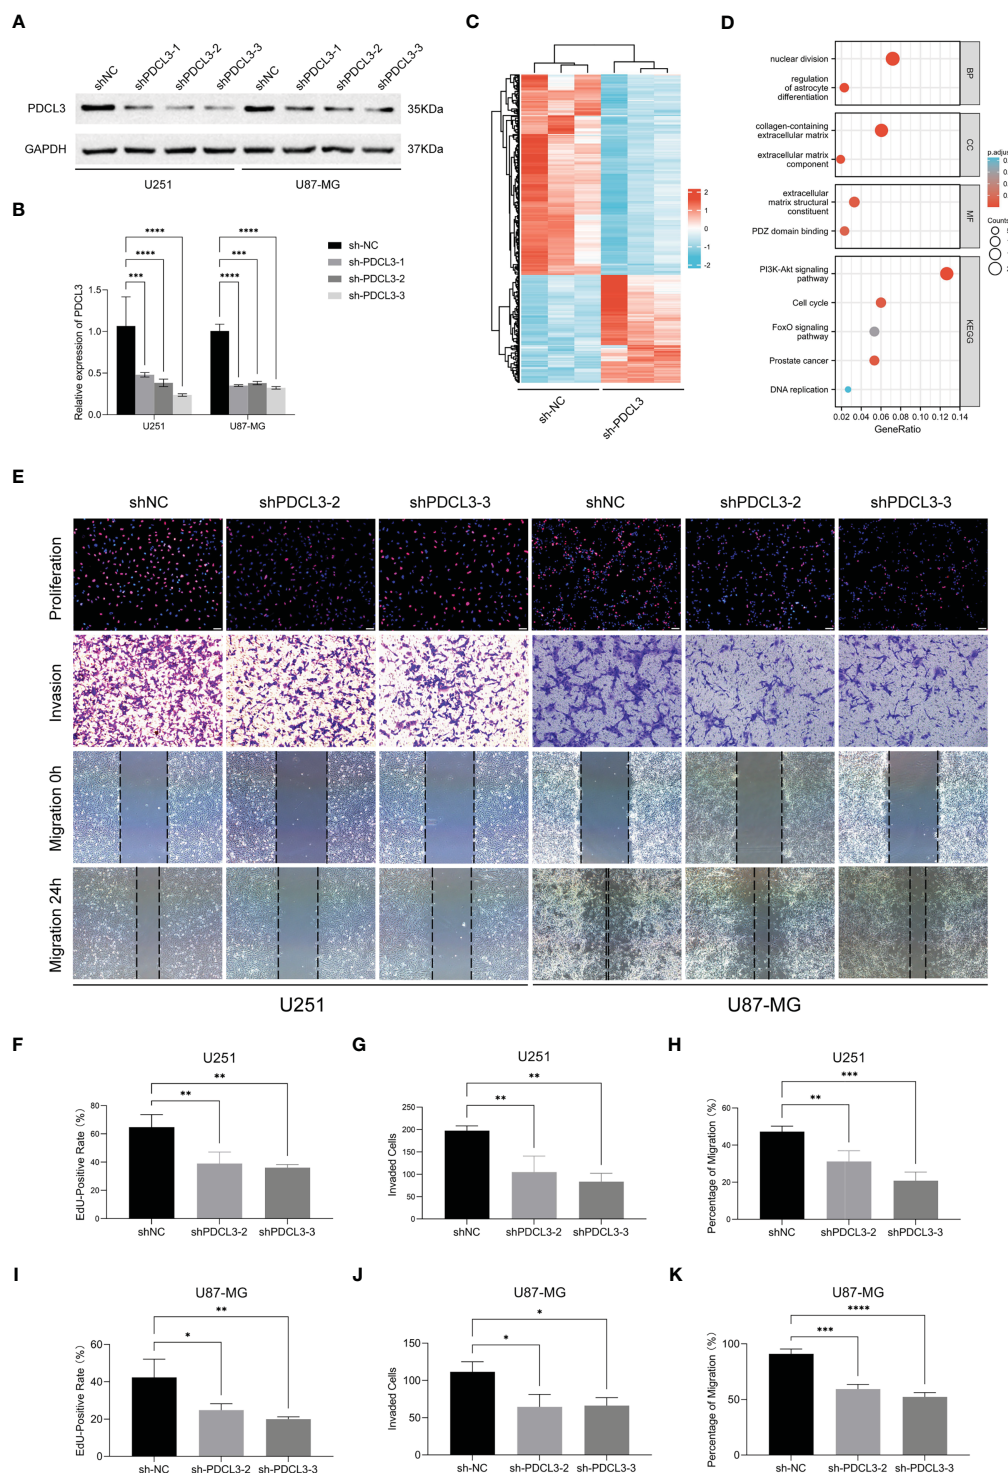 A
shNC
shPDCL3-1
shPDCL3-2
shPDCL3-3
shNC
shPDCL3-1
shPDCL3-2
shPDCL3-3
PDCL3
35KDa
GAPDH
37KDa
U251
U87-MG
B
****
****
***
****
***
****
sh-NC
sh-PDCL3-1
sh-PDCL3-2
sh-PDCL3-3
Relative expression of PDCL3
1.5
1.0
0.5
0.0
U251
U87-MG
C
2
1
0
-1
-2
sh-NC
sh-PDCL3
D
nuclear division
regulation
of astrocyte
differentiation
BP
collagen-containing
extracellular matrix
extracellular matrix
component
CC
extracellular
matrix structural
constituent
PDZ domain binding
MF
PI3K-Akt signaling
pathway
Cell cycle
FoxO signaling
pathway
Prostate cancer
DNA replication
KEGG
0.02 0.04 0.06 0.08 0.10 0.12 0.14
GeneRatio
p.adjus
0.
0.
0.
0.
Counts
E
shNC
shPDCL3-2
shPDCL3-3
shNC
shPDCL3-2
shPDCL3-3
Proliferation
Invasion
Migration 0h
Migration 24h
U251
U87-MG
F
U251
**
**
EdU-Positive Rate (%)
80
60
40
20
0
shNC
shPDCL3-2
shPDCL3-3
G
U251
**
**
Invaded Cells
250
200
150
100
50
0
shNC
shPDCL3-2
shPDCL3-3
H
U251
***
**
Percentage of Migration (%)
60
40
20
0
shNC
shPDCL3-2
shPDCL3-3
I
U87-MG
**
*
EdU-Positive Rate (%)
60
40
20
0
sh-NC
sh-PDCL3-2
sh-PDCL3-3
J
U87-MG
*
*
Invaded Cells
150
100
50
0
sh-NC
sh-PDCL3-2
sh-PDCL3-3
K
U87-MG
****
***
Percentage of Migration (%)
100
50
0
sh-NC
sh-PDCL3-2
sh-PDCL3-3